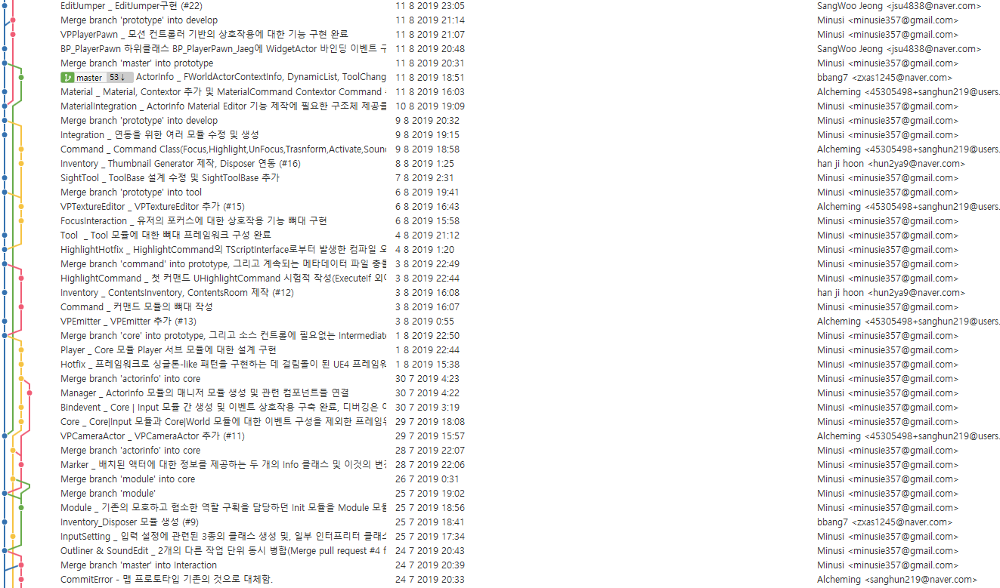 EditJumper _ EditJumper구현 (#22) 11 8 2019 23:05 SangWoo Jeong <jsu4838@naver.com>
Merge branch 'prototype' into develop 11 8 2019 21:14 Minusi <minusie357@gmail.com>
VPPlayerPawn _ 모션 컨트롤러 기반의 상호작용에 대한 기능 구현 완료 11 8 2019 21:07 Minusi <minusie357@gmail.com>
BP_PlayerPawn 하위클래스 BP_PlayerPawn_Jaeg에 WidgetActor 바인딩 이벤트 구 11 8 2019 20:48 SangWoo Jeong <jsu4838@naver.com>
Merge branch 'master' into prototype 11 8 2019 20:31 Minusi <minusie357@gmail.com>
master 53↓ ActorInfo _ FWorldActorContextInfo, DynamicList, ToolChang 11 8 2019 18:51 bbang7 <zxas1245@naver.com>
Material _ Material, Contextor 추가 및 MaterialCommand Contextor Command 11 8 2019 16:03 Alcheming <45305498+sanghun219@users.
MaterialIntegration _ ActorInfo Material Editor 기능 제작에 필요한 구조체 제공을 10 8 2019 19:09 Minusi <minusie357@gmail.com>
Merge branch 'prototype' into develop 9 8 2019 20:32 Minusi <minusie357@gmail.com>
Integration _ 연동을 위한 여러 모듈 수정 및 생성 9 8 2019 19:15 Minusi <minusie357@gmail.com>
Command _ Command Class(Focus,Highlight,UnFocus,Trasnform,Activate,Soun 9 8 2019 18:58 Alcheming <45305498+sanghun219@users.
Inventory _ Thumbnail Generator 제작, Disposer 연동 (#16) 8 8 2019 1:25 han ji hoon <hun2ya9@naver.com>
SightTool _ ToolBase 설계 수정 및 SightToolBase 추가 7 8 2019 2:31 Minusi <minusie357@gmail.com>
Merge branch 'prototype' into tool 6 8 2019 19:41 Minusi <minusie357@gmail.com>
VPTextureEditor _ VPTextureEditor 추가 (#15) 6 8 2019 16:43 Alcheming <45305498+sanghun219@users.
FocusInteraction _ 유저의 포커스에 대한 상호작용 기능 뼈대 구현 6 8 2019 15:58 Minusi <minusie357@gmail.com>
Tool _ Tool 모듈에 대한 뼈대 프레임워크 구성 완료 4 8 2019 21:12 Minusi <minusie357@gmail.com>
HighlightHotfix _ HighlightCommand의 TScriptInterface로부터 발생한 컴파일 오 4 8 2019 1:20 Minusi <minusie357@gmail.com>
Merge branch 'command' into prototype, 그리고 계속되는 메타데이터 파일 충돌 3 8 2019 22:49 Minusi <minusie357@gmail.com>
HighlightCommand _ 첫 커맨드 UHighlightCommand 시험적 작성(ExecuteIf 외 3 8 2019 22:44 Minusi <minusie357@gmail.com>
Inventory _ ContentsInventory, ContentsRoom 제작 (#12) 3 8 2019 16:08 han ji hoon <hun2ya9@naver.com>
Command _ 커맨드 모듈의 뼈대 작성 3 8 2019 16:07 Minusi <minusie357@gmail.com>
VPEmitter _ VPEmitter 추가 (#13) 3 8 2019 0:55 Alcheming <45305498+sanghun219@users.
Merge branch 'core' into prototype, 그리고 소스 컨트롤에 필요없는 Intermediate 1 8 2019 22:50 Minusi <minusie357@gmail.com>
Player _ Core 모듈 Player 서브 모듈에 대한 설계 구현 1 8 2019 22:44 Minusi <minusie357@gmail.com>
Hotfix _ 프레임워크로 싱글톤-like 패턴을 구현하는 데 걸림돌이 된 UE4 프레임워 1 8 2019 15:38 Minusi <minusie357@gmail.com>
Merge branch 'actorinfo' into core 30 7 2019 4:23 Minusi <minusie357@gmail.com>
Manager _ ActorInfo 모듈의 매니저 모듈 생성 및 관련 컴포넌트들 연결 30 7 2019 4:22 Minusi <minusie357@gmail.com>
Bindevent _ Core | Input 모듈 간 생성 및 이벤트 상호작용 구축 완료, 디버깅은 30 7 2019 3:19 Minusi <minusie357@gmail.com>
Core _ Core|Input 모듈과 Core|World 모듈에 대한 이벤트 구성을 제외한 프레임워 29 7 2019 18:08 Minusi <minusie357@gmail.com>
VPCameraActor _ VPCameraActor 추가 (#11) 29 7 2019 15:57 Alcheming <45305498+sanghun219@users.
Merge branch 'actorinfo' into core 28 7 2019 22:07 Minusi <minusie357@gmail.com>
Marker _ 배치된 액터에 대한 정보를 제공하는 두 개의 Info 클래스 및 이것의 변경 28 7 2019 22:06 Minusi <minusie357@gmail.com>
Merge branch 'module' into core 26 7 2019 0:31 Minusi <minusie357@gmail.com>
Merge branch 'module' 25 7 2019 19:02 Minusi <minusie357@gmail.com>
Module _ 기존의 모호하고 협소한 역할 구획을 담당하던 Init 모듈을 Module 모듈 25 7 2019 18:56 Minusi <minusie357@gmail.com>
Inventory_Disposer 모듈 생성 (#9) 25 7 2019 18:41 bbang7 <zxas1245@naver.com>
InputSetting _ 입력 설정에 관련된 3종의 클래스 생성 및, 일부 인터프리터 클래스 25 7 2019 17:34 Minusi <minusie357@gmail.com>
Outliner & SoundEdit _ 2개의 다른 작업 단위 동시 병합(Merge pull request #4 f 24 7 2019 20:43 Minusi <minusie357@gmail.com>
Merge branch 'master' into Interaction 24 7 2019 20:39 Minusi <minusie357@gmail.com>
CommitError - 맵 프로토타입 기존의 것으로 대체함. 24 7 2019 20:33 Alcheming <sanghun219@naver.com>